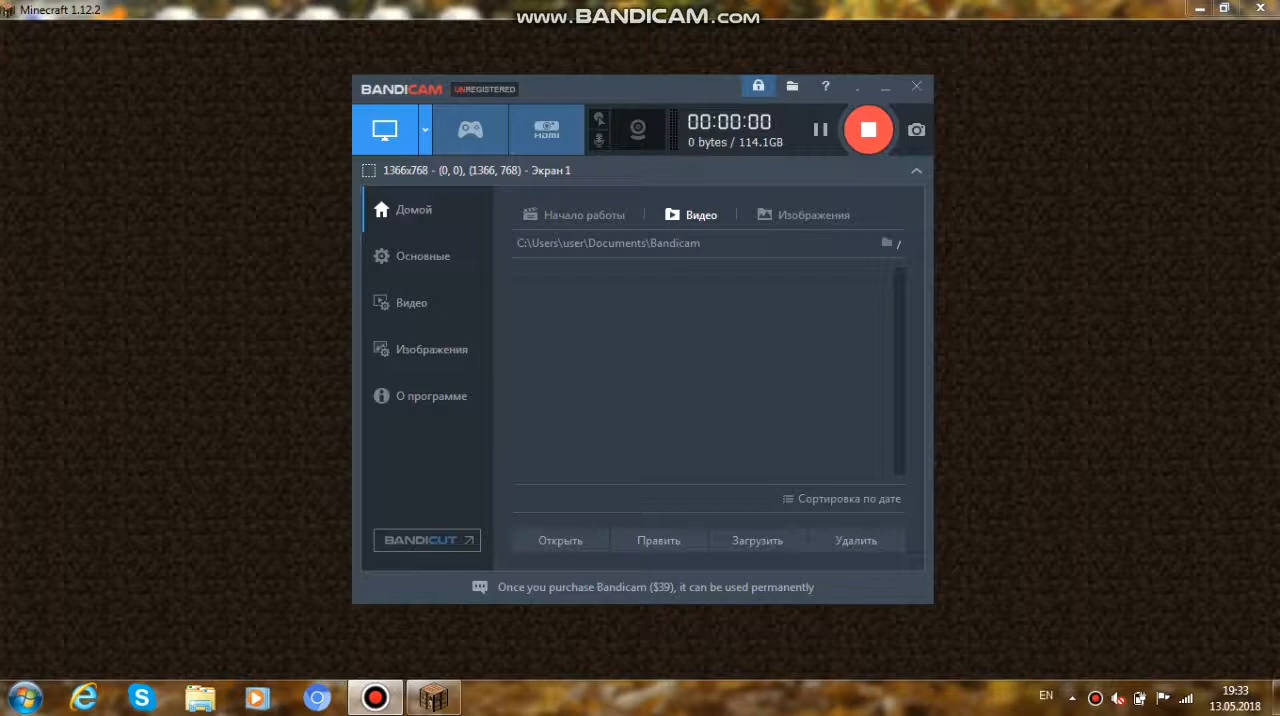 Minecraft 1.12.2
www.BANDICAM.com
BANDICAM UNREGISTERED
?
HDMI
00:00:00
0 bytes / 114.1GB
1366x768 - (0, 0), (1366, 768) - Экран 1
Домой
Основные
Видео
Изображения
О программе
BANDICUT
Начало работы
Видео
Изображения
C:\Users\user\Documents\Bandicam
Сортировка по дате
Открыть
Править
Загрузить
Удалить
Once you purchase Bandicam ($39), it can be used permanently
EN
19:33
13.05.2018